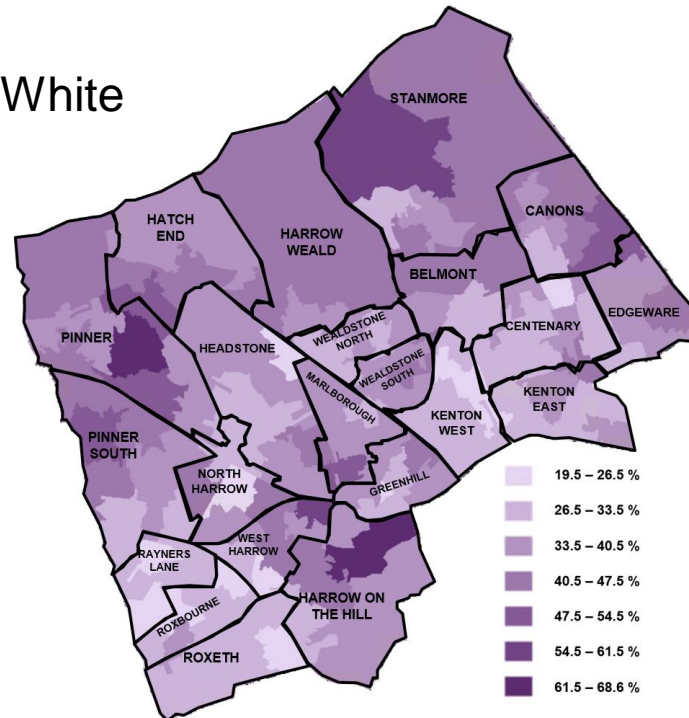 White
STANMORE
CANONS
HATCH
END
HARROW
WEALD
BELMONT
EDGEWARE
PINNER
HEADSTONE
WEALDSTONE
NORTH
CENTENARY
WEALDSTONE
SOUTH
MARLBOROUGH
KENTON
EAST
KENTON
WEST
PINNER
SOUTH
NORTH
HARROW
GREENHILL
WEST
HARROW
RAYNERS
LANE
HARROW ON
THE HILL
ROXBOURNE
ROXETH
19.5 – 26.5 %
26.5 – 33.5 %
33.5 – 40.5 %
40.5 – 47.5 %
47.5 – 54.5 %
54.5 – 61.5 %
61.5 – 68.6 %